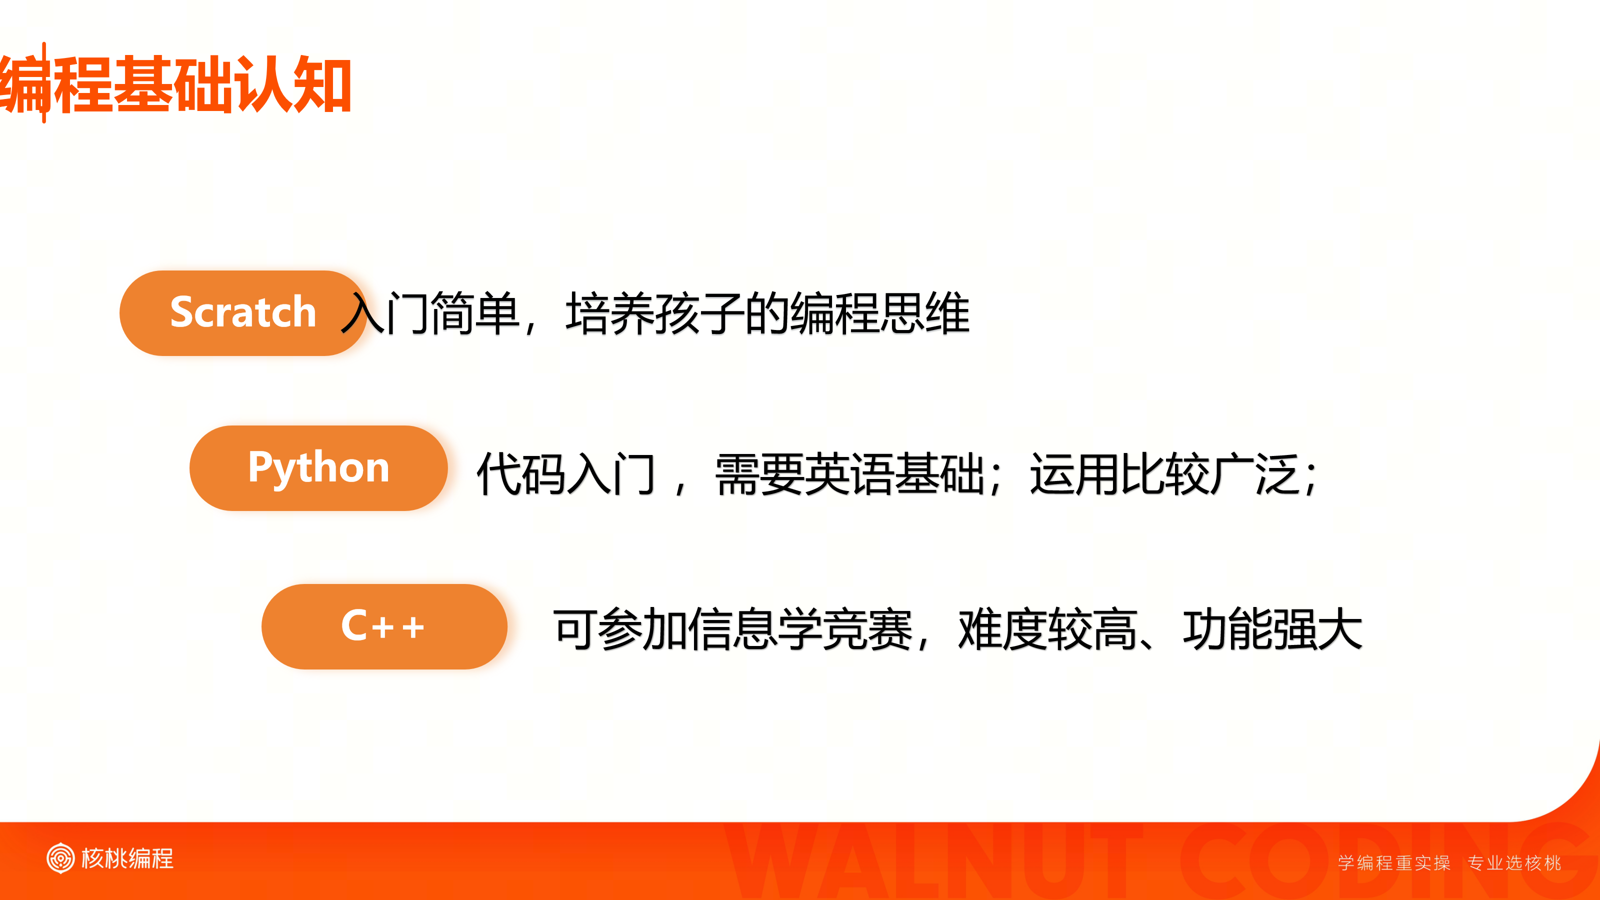 编程基础认知
Scratch 入门简单，培养孩子的编程思维
Python 代码入门 ，需要英语基础；运用比较广泛；
C++ 可参加信息学竞赛，难度较高、功能强大
WALNUT CODING
核桃编程
学编程重实操 专业选核桃